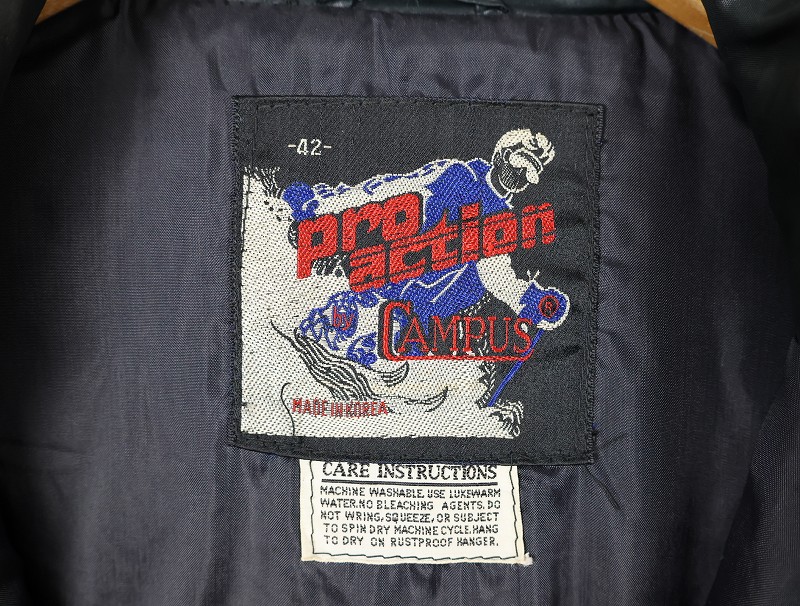 -42-
pro
action
by CAMPUS®
MADE IN KOREA
CARE INSTRUCTIONS
MACHINE WASHABLE. USE LUKEWARM
WATER. NO BLEACHING AGENTS. DO
NOT WRING, SQUEEZE, OR SUBJECT
TO SPIN DRY MACHINE CYCLE. HANG
TO DRY ON RUSTPROOF HANGER.